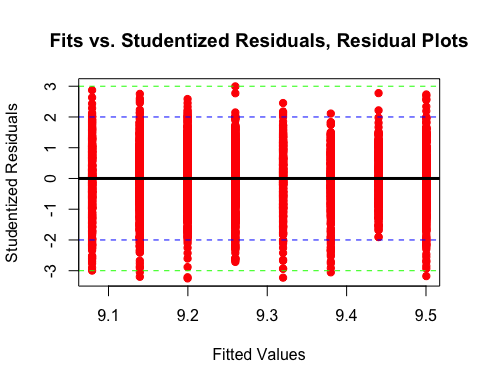 Fits vs. Studentized Residuals, Residual Plots
Studentized Residuals
3
2
1
0
-1
-2
-3
9.1 9.2 9.3 9.4 9.5
Fitted Values